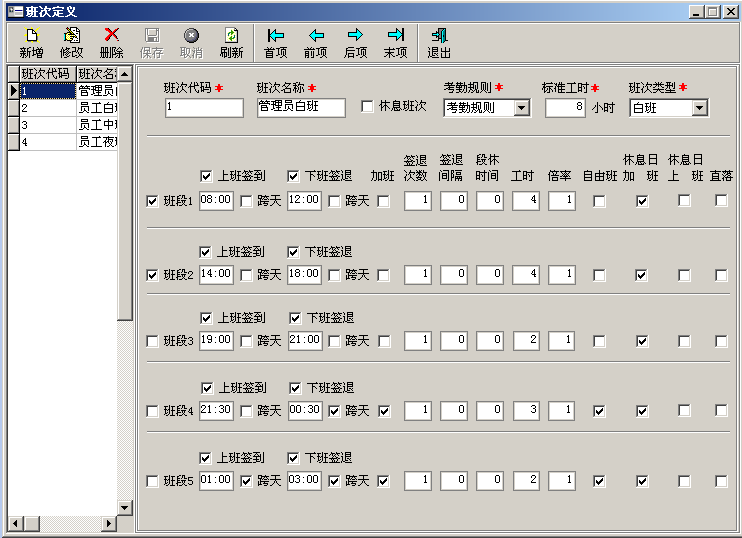 班次定义
新增 修改 删除 保存 取消 刷新 首项 前项 后项 末项 退出
班次代码 班次名称
1 管理员白
2 员工白班
3 员工中班
4 员工夜班
班次代码 * 班次名称 * 考勤规则 * 标准工时 * 班次类型 *
1 管理员白班 休息班次 考勤规则 8 小时 白班
签退 签退 段休 休息日 休息日
上班签到 下班签退 加班 次数 间隔 时间 工时 倍率 自由班 加 班 上 班 直落
班段1 08:00 跨天 12:00 跨天 1 0 0 4 1
上班签到 下班签退
班段2 14:00 跨天 18:00 跨天 1 0 0 4 1
上班签到 下班签退
班段3 19:00 跨天 21:00 跨天 1 0 0 2 1
上班签到 下班签退
班段4 21:30 跨天 00:30 跨天 1 0 0 3 1
上班签到 下班签退
班段5 01:00 跨天 03:00 跨天 1 0 0 2 1